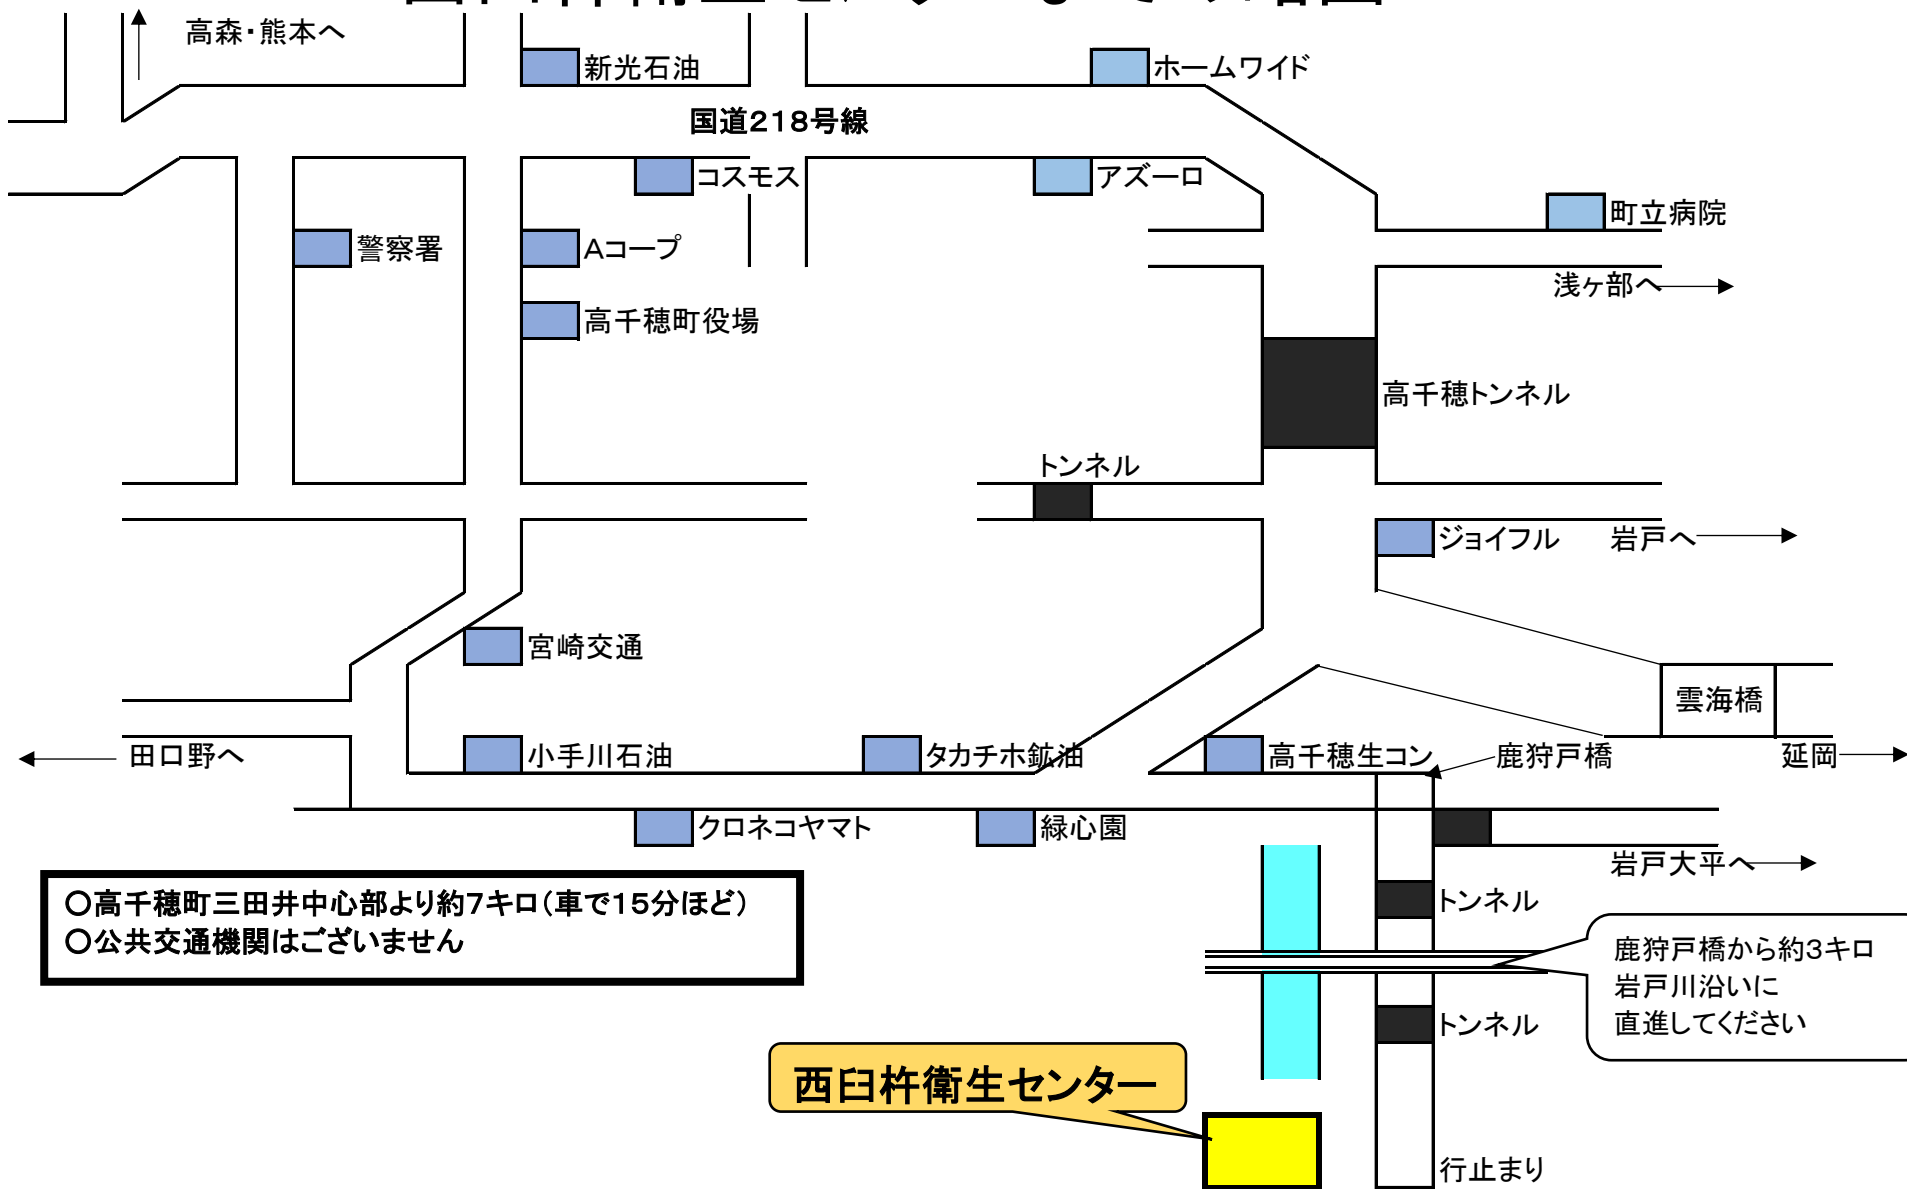 高森・熊本へ
新光石油
ホームワイド
国道218号線
コスモス
アズーロ
町立病院
警察署
Aコープ
浅ヶ部へ
高千穂町役場
高千穂トンネル
トンネル
ジョイフル
岩戸へ
宮崎交通
雲海橋
田口野へ
小手川石油
タカチホ鉱油
高千穂生コン
鹿狩戸橋
延岡
クロネコヤマト
緑心園
岩戸大平へ
○高千穂町三田井中心部より約7キロ(車で15分ほど)
○公共交通機関はございません
トンネル
鹿狩戸橋から約3キロ
岩戸川沿いに
直進してください
トンネル
西臼杵衛生センター
行止まり